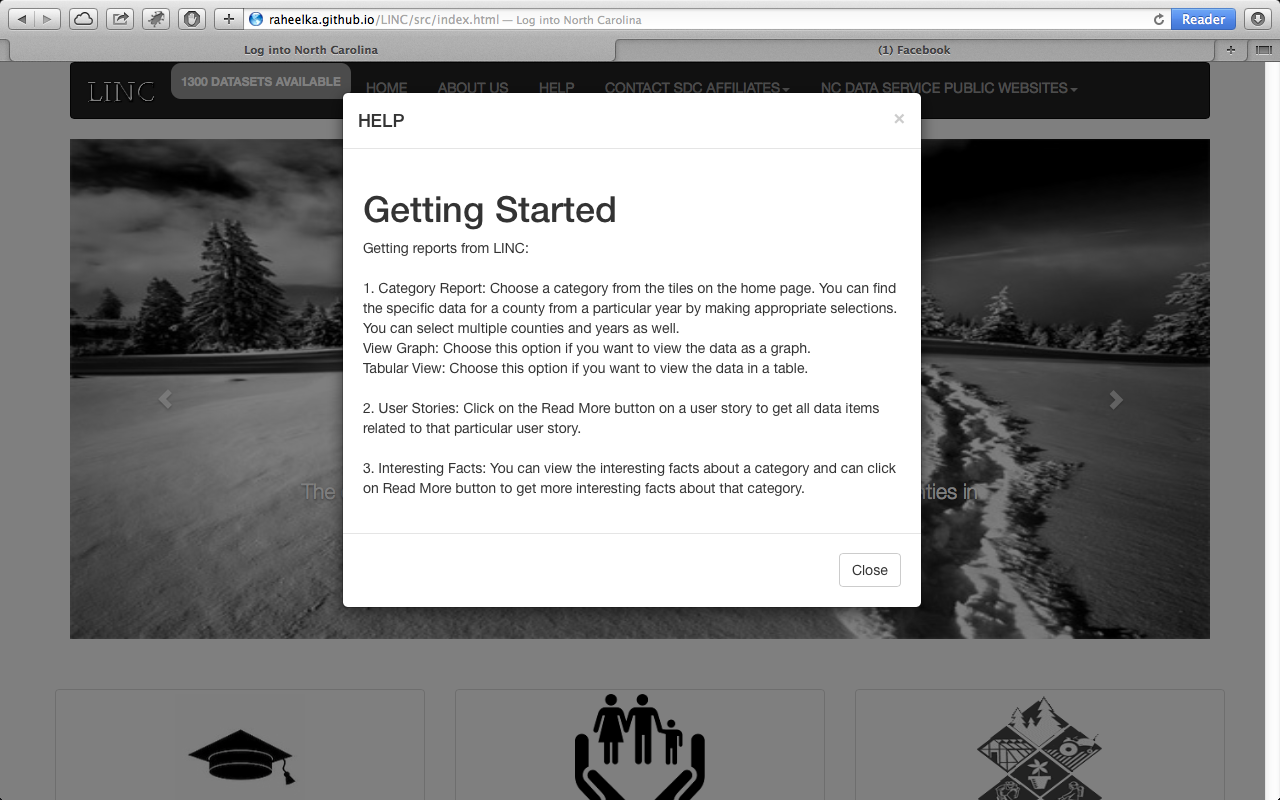 raheelka.github.io/LINC/src/index.html — Log into North Carolina
Reader
Log into North Carolina
(1) Facebook
LINC
1300 DATASETS AVAILABLE
HOME
ABOUT US
HELP
CONTACT SDC AFFILIATES
NC DATA SERVICE PUBLIC WEBSITES
HELP
×
Getting Started
Getting reports from LINC:
1. Category Report: Choose a category from the tiles on the home page. You can find
the specific data for a county from a particular year by making appropriate selections.
You can select multiple counties and years as well.
View Graph: Choose this option if you want to view the data as a graph.
Tabular View: Choose this option if you want to view the data in a table.
2. User Stories: Click on the Read More button on a user story to get all data items
related to that particular user story.
3. Interesting Facts: You can view the interesting facts about a category and can click
on Read More button to get more interesting facts about that category.
The
in
Close